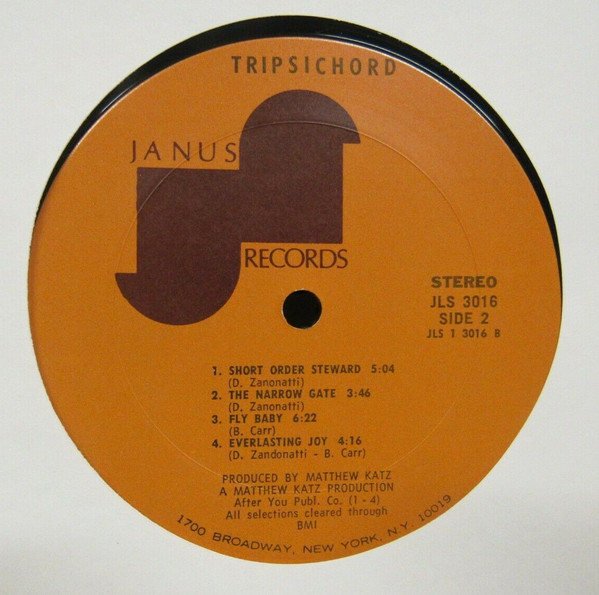 TRIPSICHORD
JANUS
RECORDS
STEREO
JLS 3016
SIDE 2
JLS 1 3016 B
1. SHORT ORDER STEWARD 5:04
(D. Zanonatti)
2. THE NARROW GATE 3:46
(D. Zanonatti)
3. FLY BABY 6:22
(B. Carr)
4. EVERLASTING JOY 4:16
(D. Zandonatti - B. Carr)
PRODUCED BY MATTHEW KATZ
A MATTHEW KATZ PRODUCTION
After You Publ. Co. (1 - 4)
All selections cleared through
BMI
1700 BROADWAY, NEW YORK, N.Y. 10019